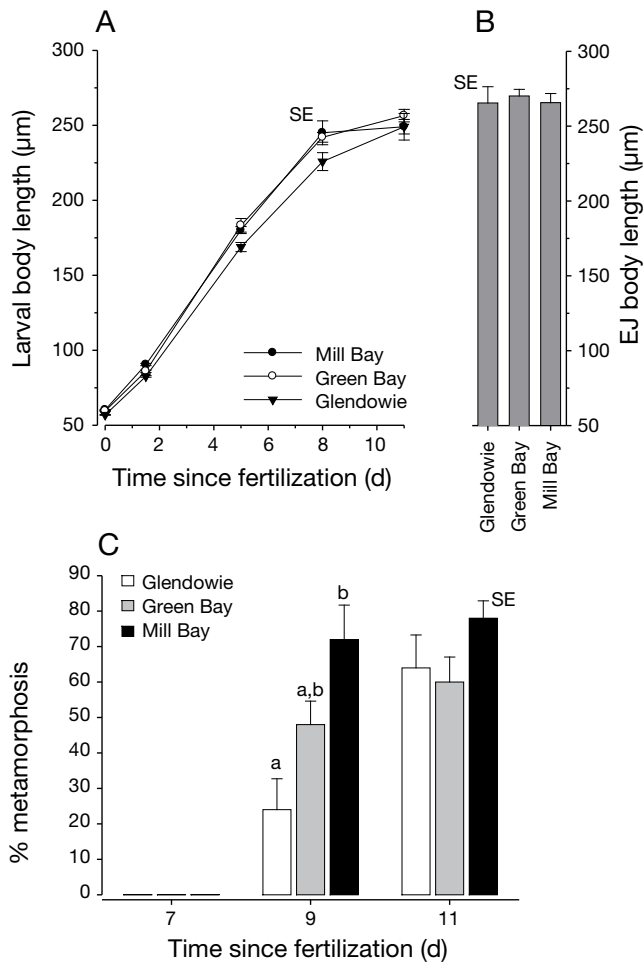 A
300
250
200
150
100
50
Larval body length (µm)
SE
Mill Bay
Green Bay
Glendowie
0 2 4 6 8 10
Time since fertilization (d)
B
SE
300
250
200
150
100
50
EJ body length (µm)
Glendowie
Green Bay
Mill Bay
C
90
80
70
60
50
40
30
20
10
0
% metamorphosis
Glendowie
Green Bay
Mill Bay
a
a,b
b
SE
7 9 11
Time since fertilization (d)